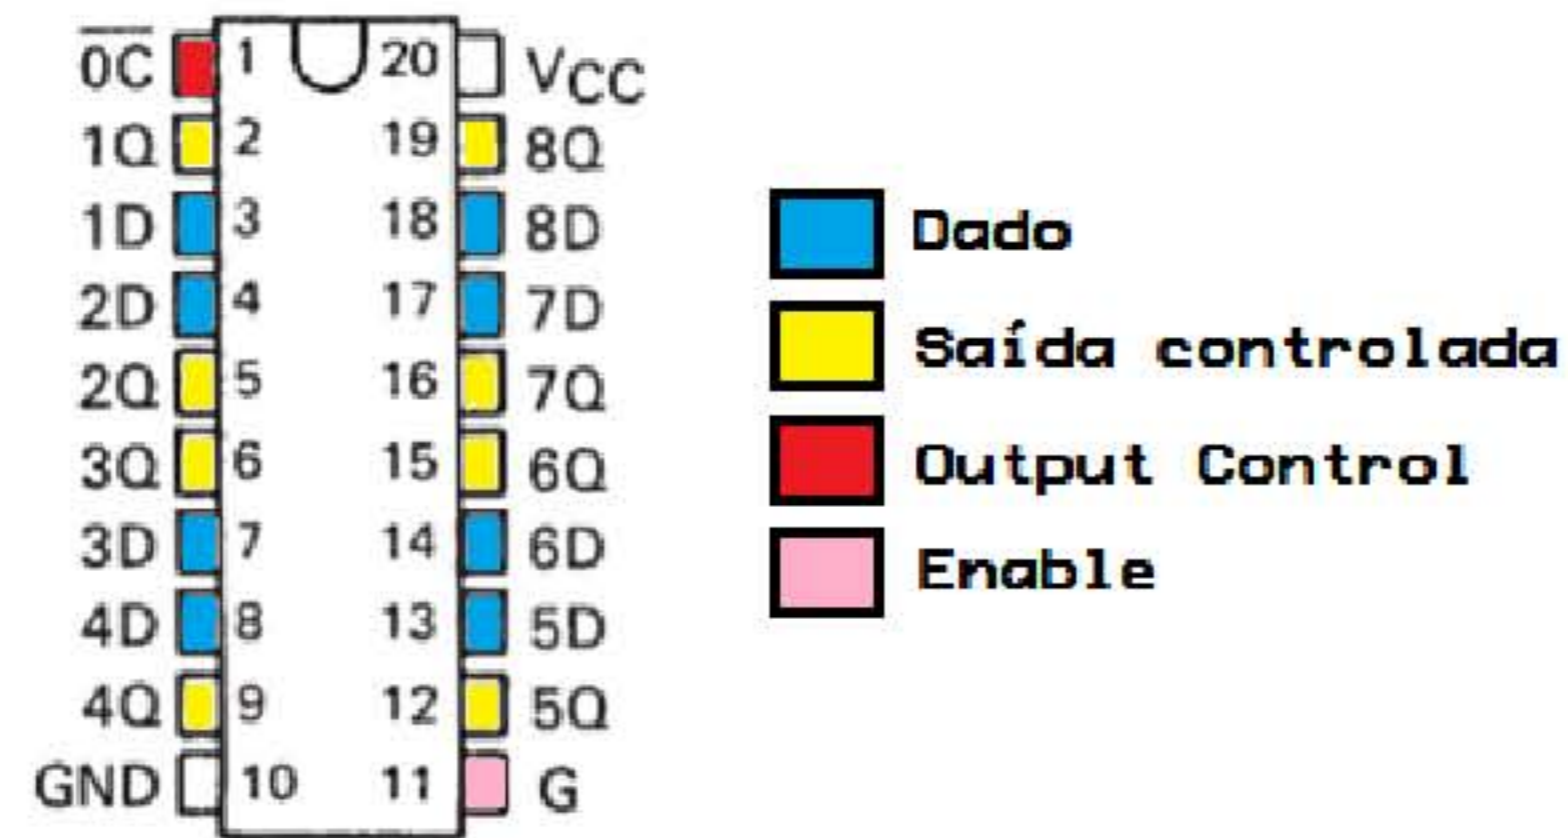 0C 1 20 VCC
1Q 2 19 8Q
1D 3 18 8D
2D 4 17 7D
2Q 5 16 7Q
3Q 6 15 6Q
3D 7 14 6D
4D 8 13 5D
4Q 9 12 5Q
GND 10 11 G
Dado
Saída controlada
Output Control
Enable